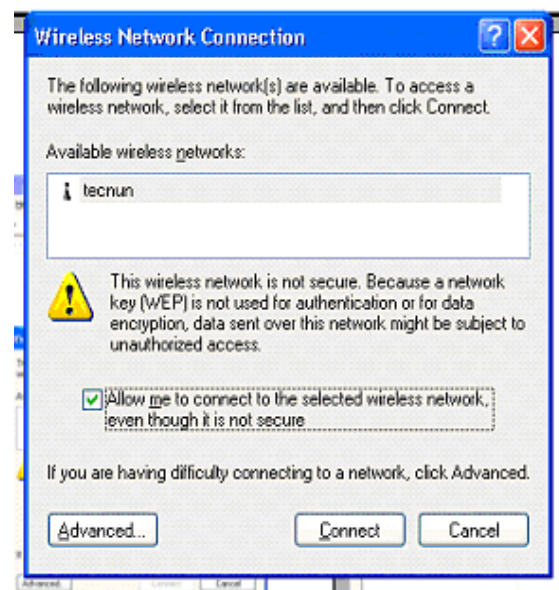 Wireless Network Connection
The following wireless network(s) are available. To access a
wireless network, select it from the list, and then click Connect.
Available wireless networks:
tecnun
This wireless network is not secure. Because a network
key (WEP) is not used for authentication or for data
encryption, data sent over this network might be subject to
unauthorized access.
Allow me to connect to the selected wireless network,
even though it is not secure
If you are having difficulty connecting to a network, click Advanced.
Advanced... Connect Cancel
Advanced... Connect Cancel